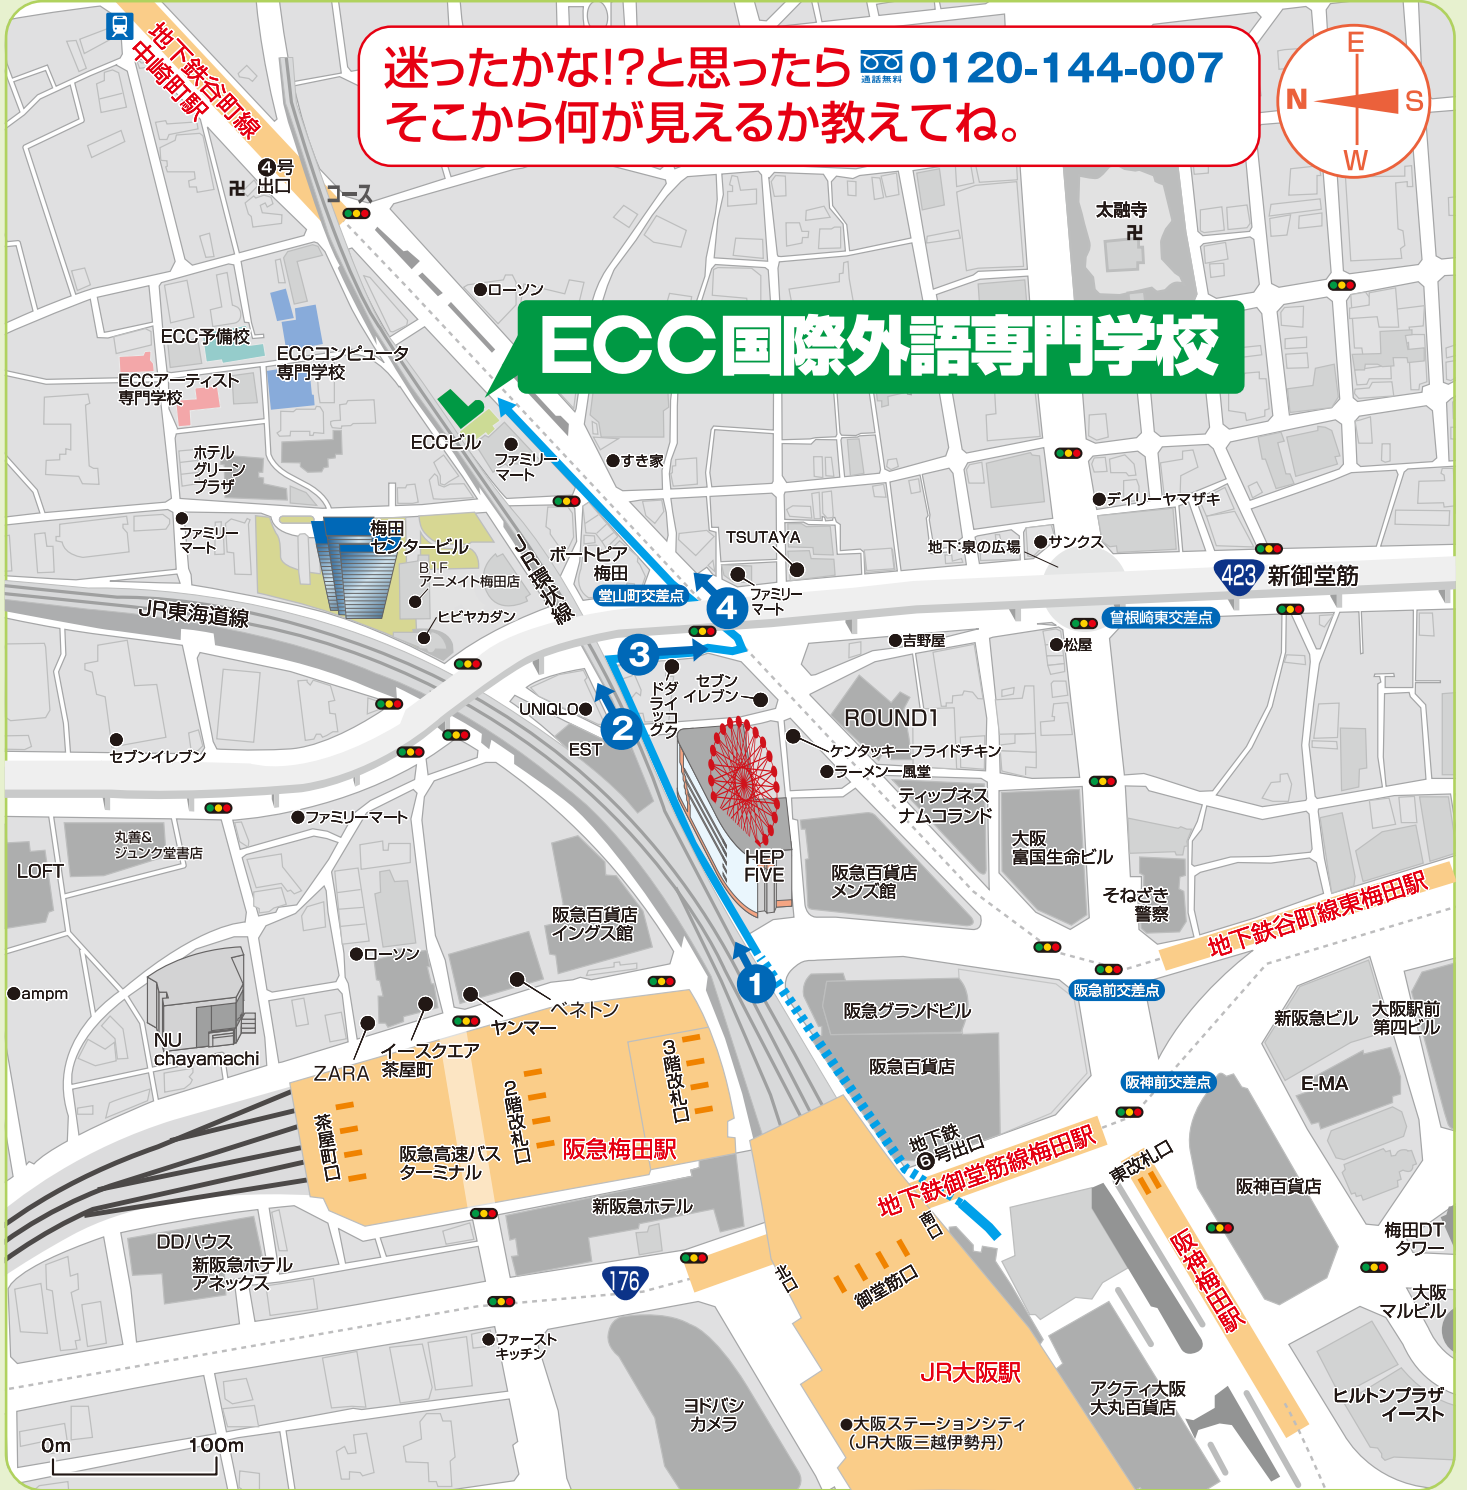 迷ったかな!?と思ったら 通話無料 0120-144-007
そこから何が見えるか教えてね。
E
N
S
W
地下鉄谷町線
中崎町駅
❹号
出口
卍
コース
太融寺
卍
●ローソン
ECC国際外語専門学校
ECC予備校
ECCコンピュータ
専門学校
ECCアーティスト
専門学校
ECCビル
ファミリー
マート
●すき家
ホテル
グリーン
プラザ
ファミリー
マート
●デイリーヤマザキ
梅田
センタービル
B1F
アニメイト梅田店
ヒビヤカダン
JR環状線
ボートピア
梅田
TSUTAYA
ファミリー
マート
地下:泉の広場
●サンクス
423 新御堂筋
堂山町交差点
4
曾根崎東交差点
JR東海道線
3
●吉野屋
●松屋
ダイコク
ドラッグ
セブン
イレブン
UNIQLO●
2
EST
ROUND1
ケンタッキーフライドチキン
●ラーメン一風堂
セブンイレブン
●ファミリーマート
ティップネス
ナムコランド
丸善&
ジュンク堂書店
LOFT
HEP
FIVE
大阪
富国生命ビル
阪急百貨店
メンズ館
そねざき
警察
阪急百貨店
イングス館
地下鉄谷町線東梅田駅
●ローソン
●ampm
1
阪急前交差点
ベネトン
ヤンマー
イースクエア
茶屋町
ZARA
NU
chayamachi
阪急グランドビル
新阪急ビル
大阪駅前
第四ビル
阪急百貨店
3階改札口
2階改札口
茶屋町口
阪神前交差点
E-MA
阪急高速バス
ターミナル
阪急梅田駅
地下鉄
❻号出口
地下鉄御堂筋線梅田駅
東改札口
阪神百貨店
新阪急ホテル
南口
DDハウス
新阪急ホテル
アネックス
阪神梅田駅
梅田DT
タワー
176
北口
御堂筋口
大阪
マルビル
●ファースト
キッチン
JR大阪駅
アクティ大阪
大丸百貨店
ヨドバシ
カメラ
●大阪ステーションシティ
(JR大阪三越伊勢丹)
ヒルトンプラザ
イースト
0m
100m